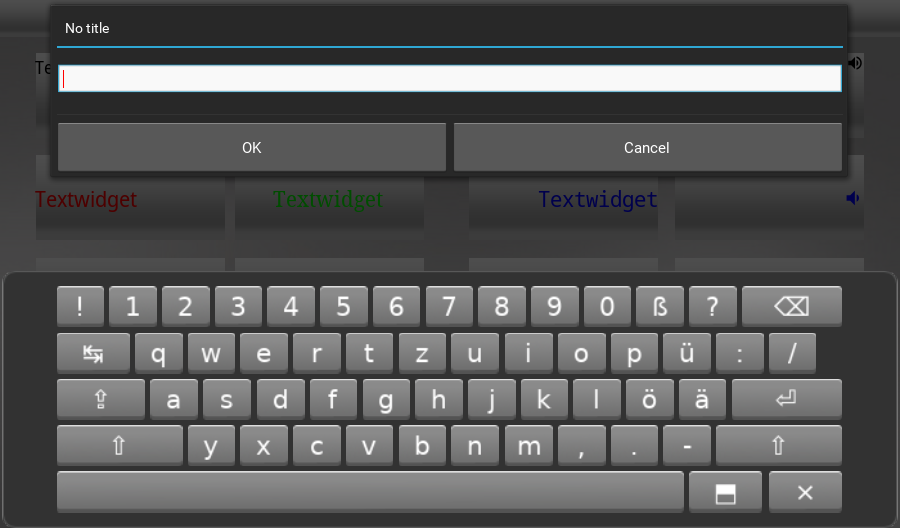 No title
Te
OK Cancel
Textwidget Textwidget Textwidget
! 1 2 3 4 5 6 7 8 9 0 ß ? ⌫
↹ q w e r t z u i o p ü : /
⇪ a s d f g h j k l ö ä ⏎
⇧ y x c v b n m , . - ⇧
⬒ ✕